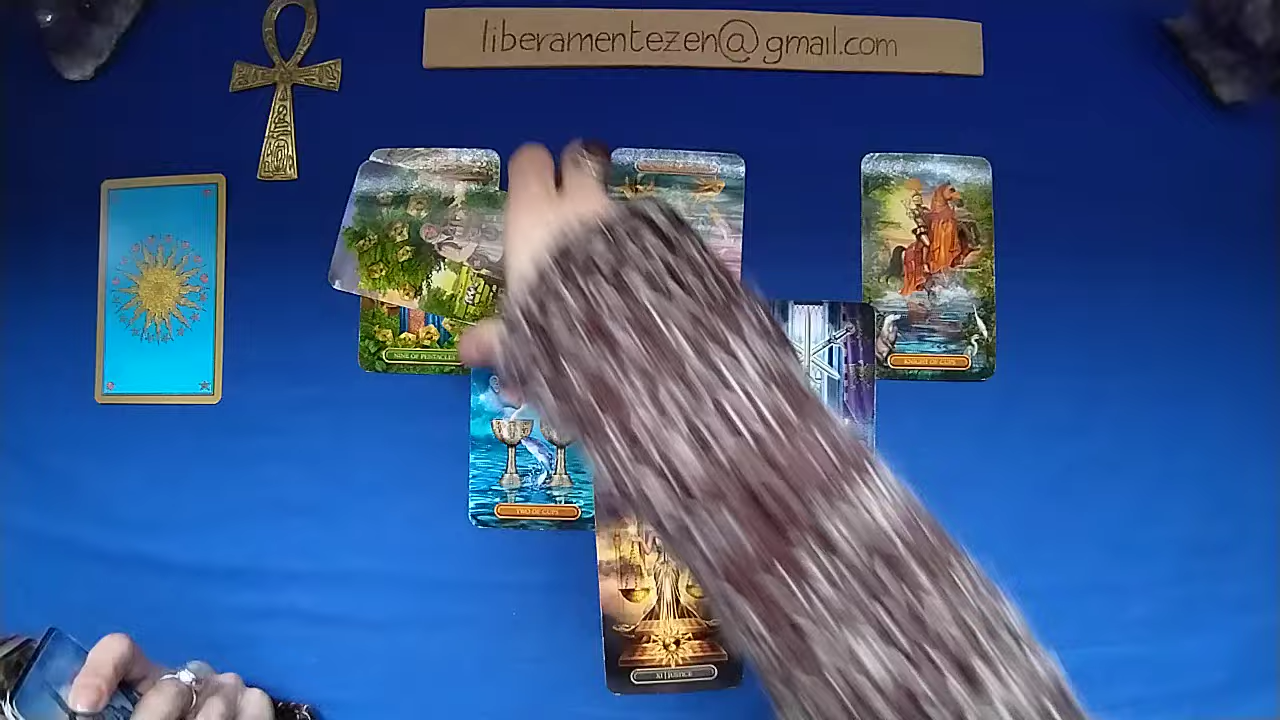 liberamentezen@gmail.com
NINE OF PENTACLES
KNIGHT OF CUPS
TWO OF CUPS
XI | JUSTICE